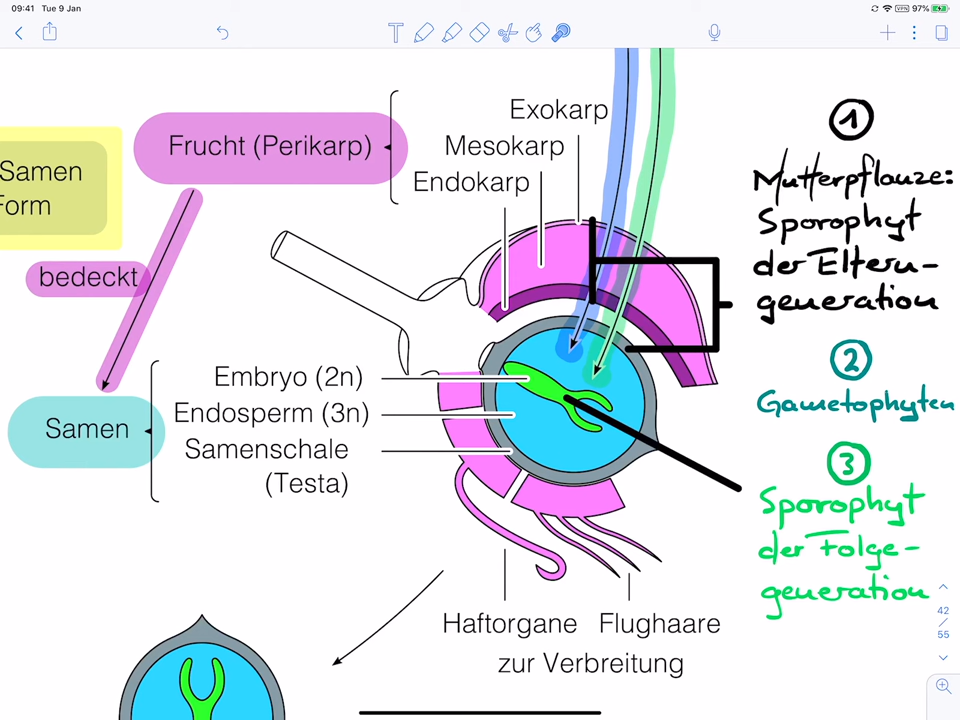 09:41 Tue 9 Jan
VPN 97%
T
Exokarp
Mesokarp
Endokarp
Frucht (Perikarp)
Samen
Form
bedeckt
Samen
Embryo (2n)
Endosperm (3n)
Samenschale
(Testa)
Haftorgane Flughaare
zur Verbreitung
1
Mutterpflanze:
Sporophyt
der Eltern-
generation
2
Gametophyten
3
Sporophyt
der Folge-
generation
42
/
55